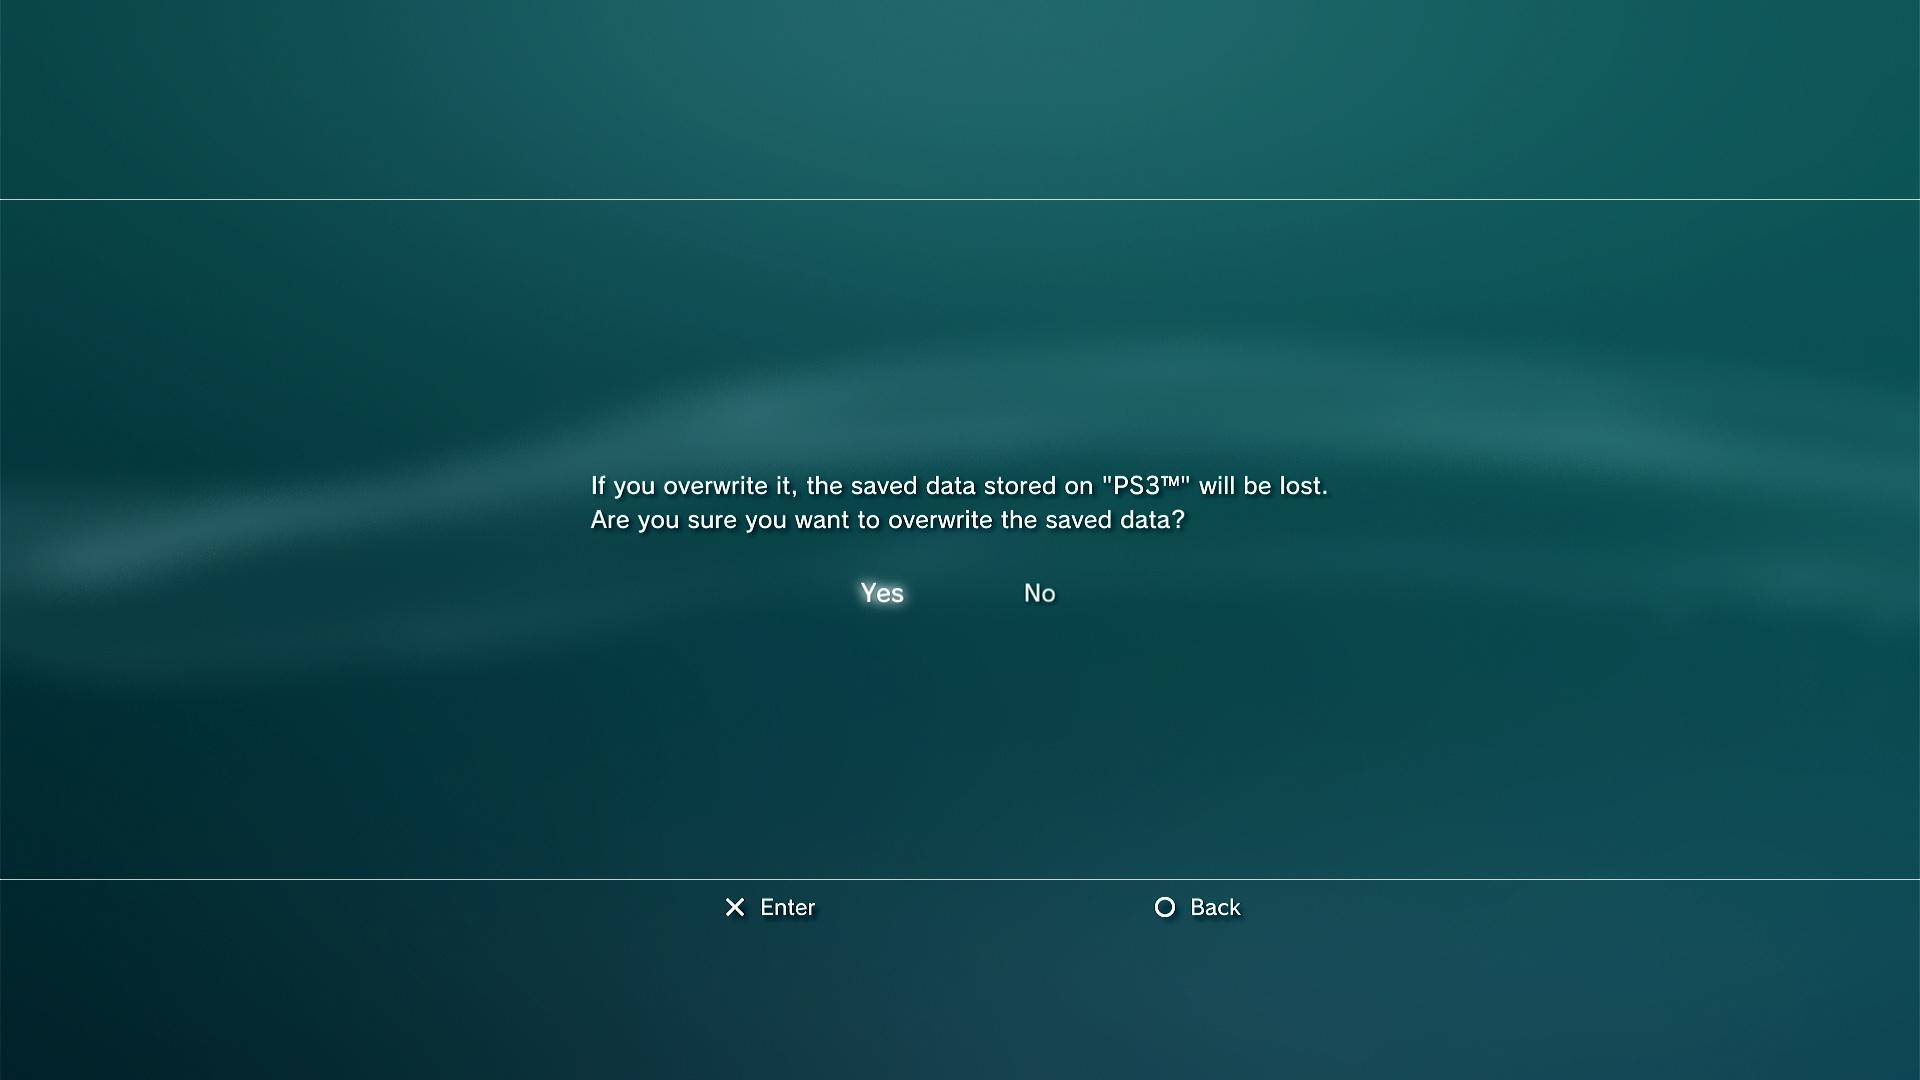 If you overwrite it, the saved data stored on "PS3™" will be lost.
Are you sure you want to overwrite the saved data?
Yes No
Enter Back